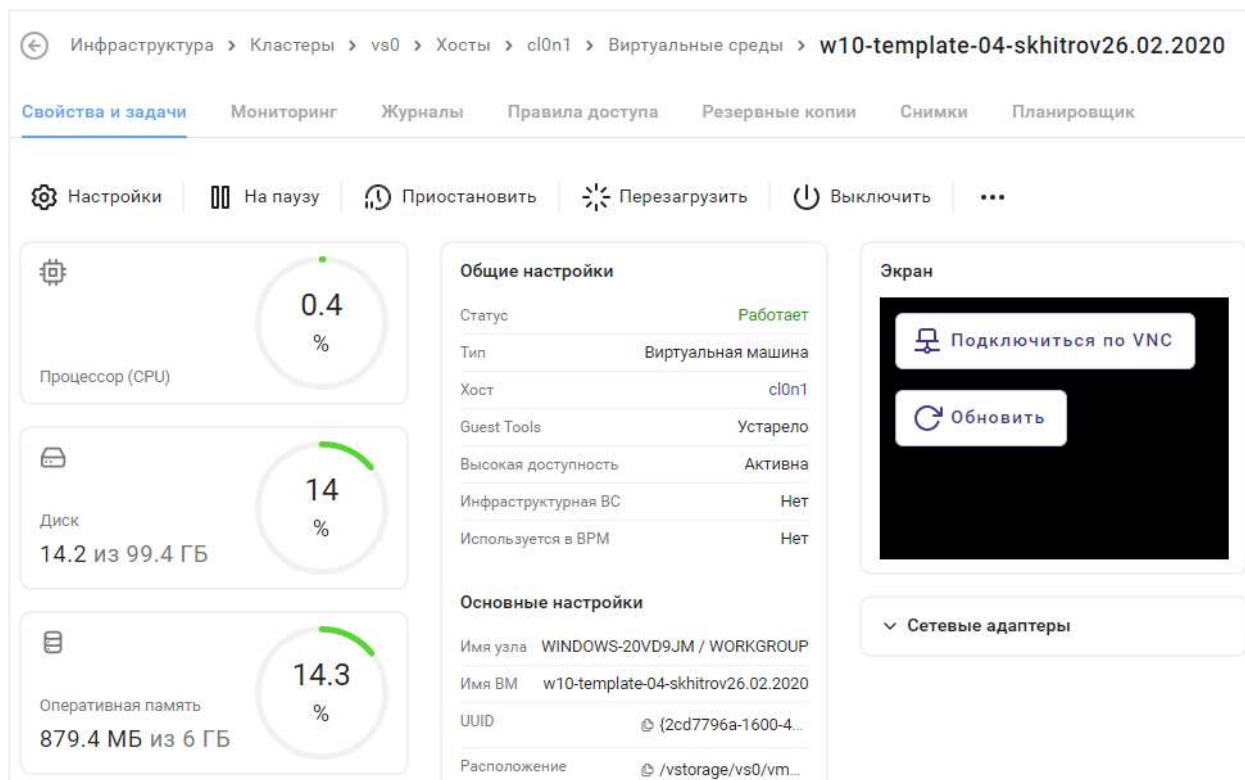 Инфраструктура > Кластеры > vs0 > Хосты > cl0n1 > Виртуальные среды > w10-template-04-skhitrov26.02.2020
Свойства и задачи Мониторинг Журналы Правила доступа Резервные копии Снимки Планировщик
Настройки На паузу Приостановить Перезагрузить Выключить •••
0.4
%
Процессор (CPU)
14
%
Диск
14.2 из 99.4 ГБ
14.3
%
Оперативная память
879.4 МБ из 6 ГБ
Общие настройки
Статус Работает
Тип Виртуальная машина
Хост cl0n1
Guest Tools Устарело
Высокая доступность Активна
Инфраструктурная ВС Нет
Используется в ВРМ Нет
Основные настройки
Имя узла WINDOWS-20VD9JM / WORKGROUP
Имя ВМ w10-template-04-skhitrov26.02.2020
UUID {2cd7796a-1600-4...
Расположение /vstorage/vs0/vm...
Экран
Подключиться по VNC
Обновить
Сетевые адаптеры